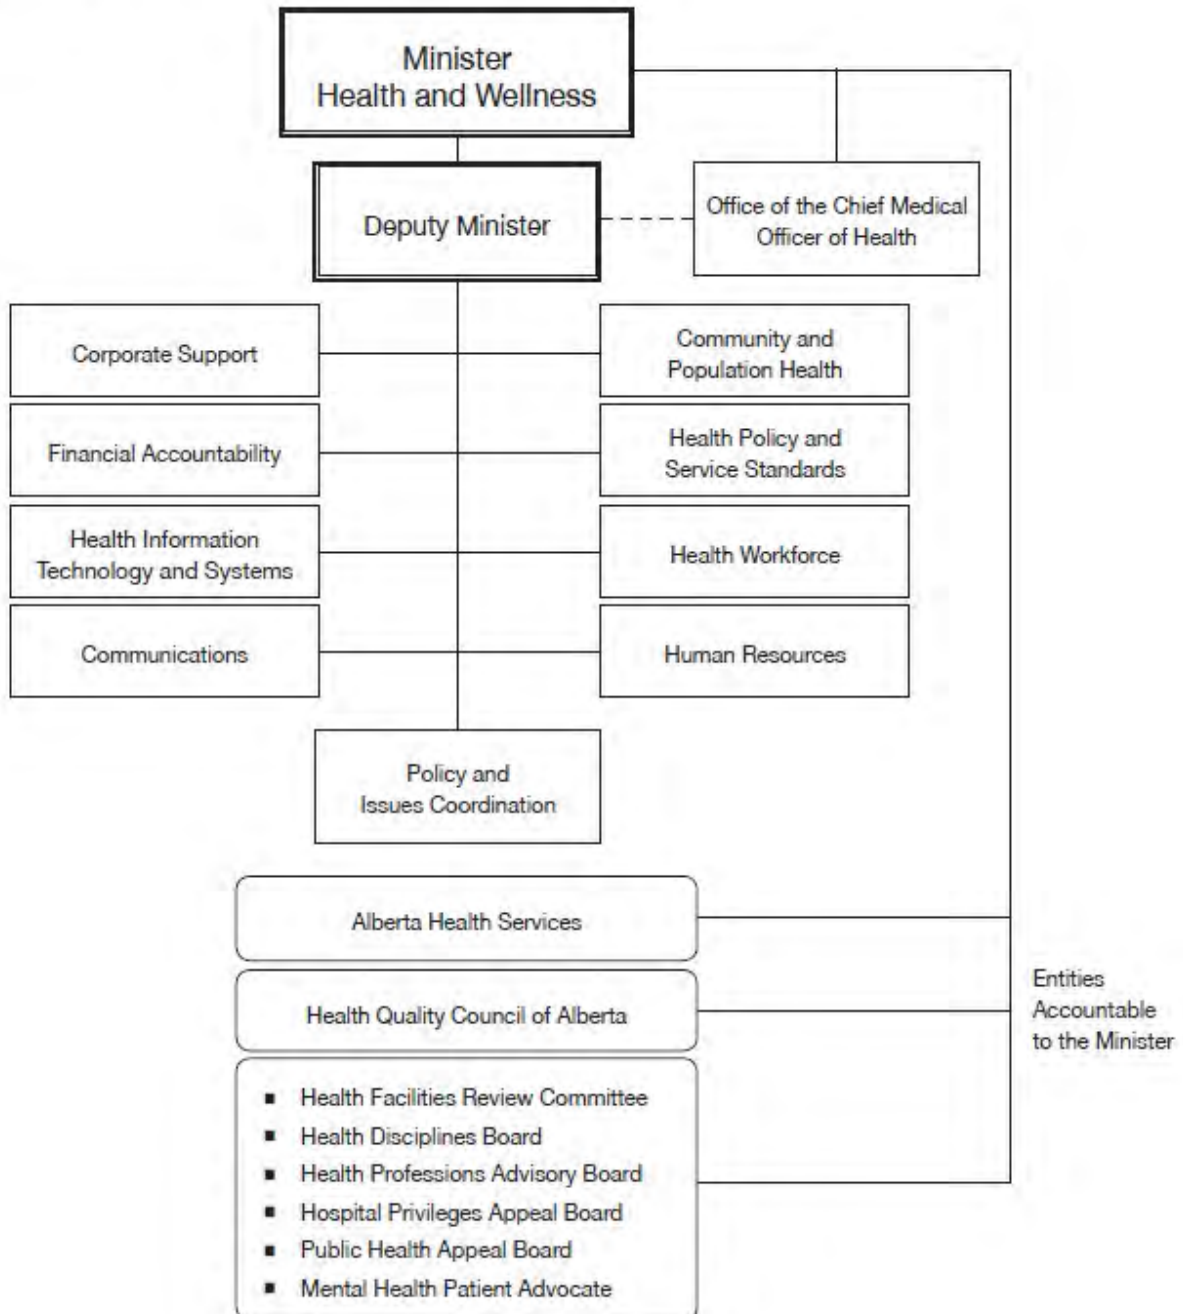 Minister
Health and Wellness
Deputy Minister
Office of the Chief Medical
Officer of Health
Corporate Support
Community and
Population Health
Financial Accountability
Health Policy and
Service Standards
Health Information
Technology and Systems
Health Workforce
Communications
Human Resources
Policy and
Issues Coordination
Alberta Health Services
Health Quality Council of Alberta
Entities
Accountable
to the Minister
▪ Health Facilities Review Committee
▪ Health Disciplines Board
▪ Health Professions Advisory Board
▪ Hospital Privileges Appeal Board
▪ Public Health Appeal Board
▪ Mental Health Patient Advocate